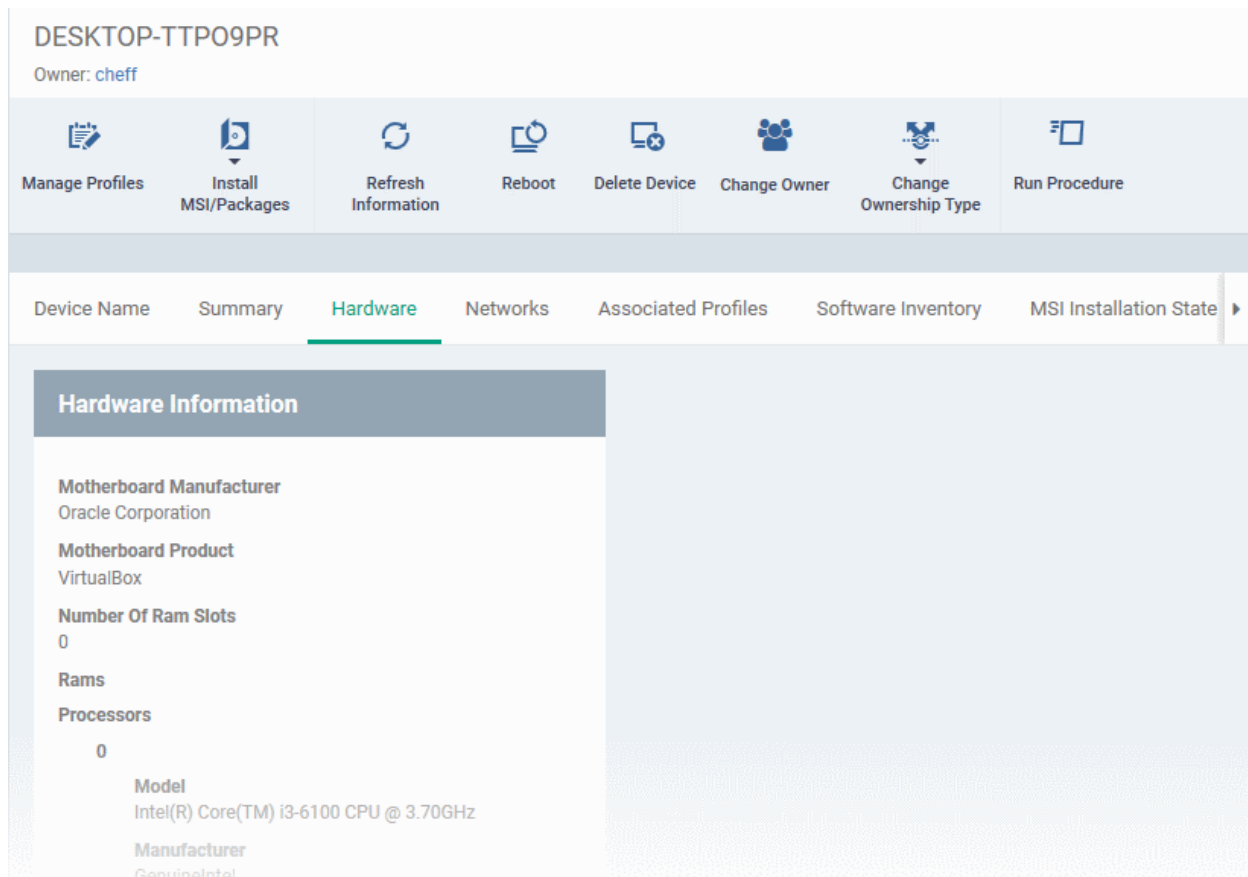 DESKTOP-TTPO9PR
Owner: cheff
Manage Profiles
Install
MSI/Packages
Refresh
Information
Reboot
Delete Device
Change Owner
Change
Ownership Type
Run Procedure
Device Name Summary Hardware Networks Associated Profiles Software Inventory MSI Installation State
Hardware Information
Motherboard Manufacturer
Oracle Corporation
Motherboard Product
VirtualBox
Number Of Ram Slots
0
Rams
Processors
0
Model
Intel(R) Core(TM) i3-6100 CPU @ 3.70GHz
Manufacturer
GenuineIntel